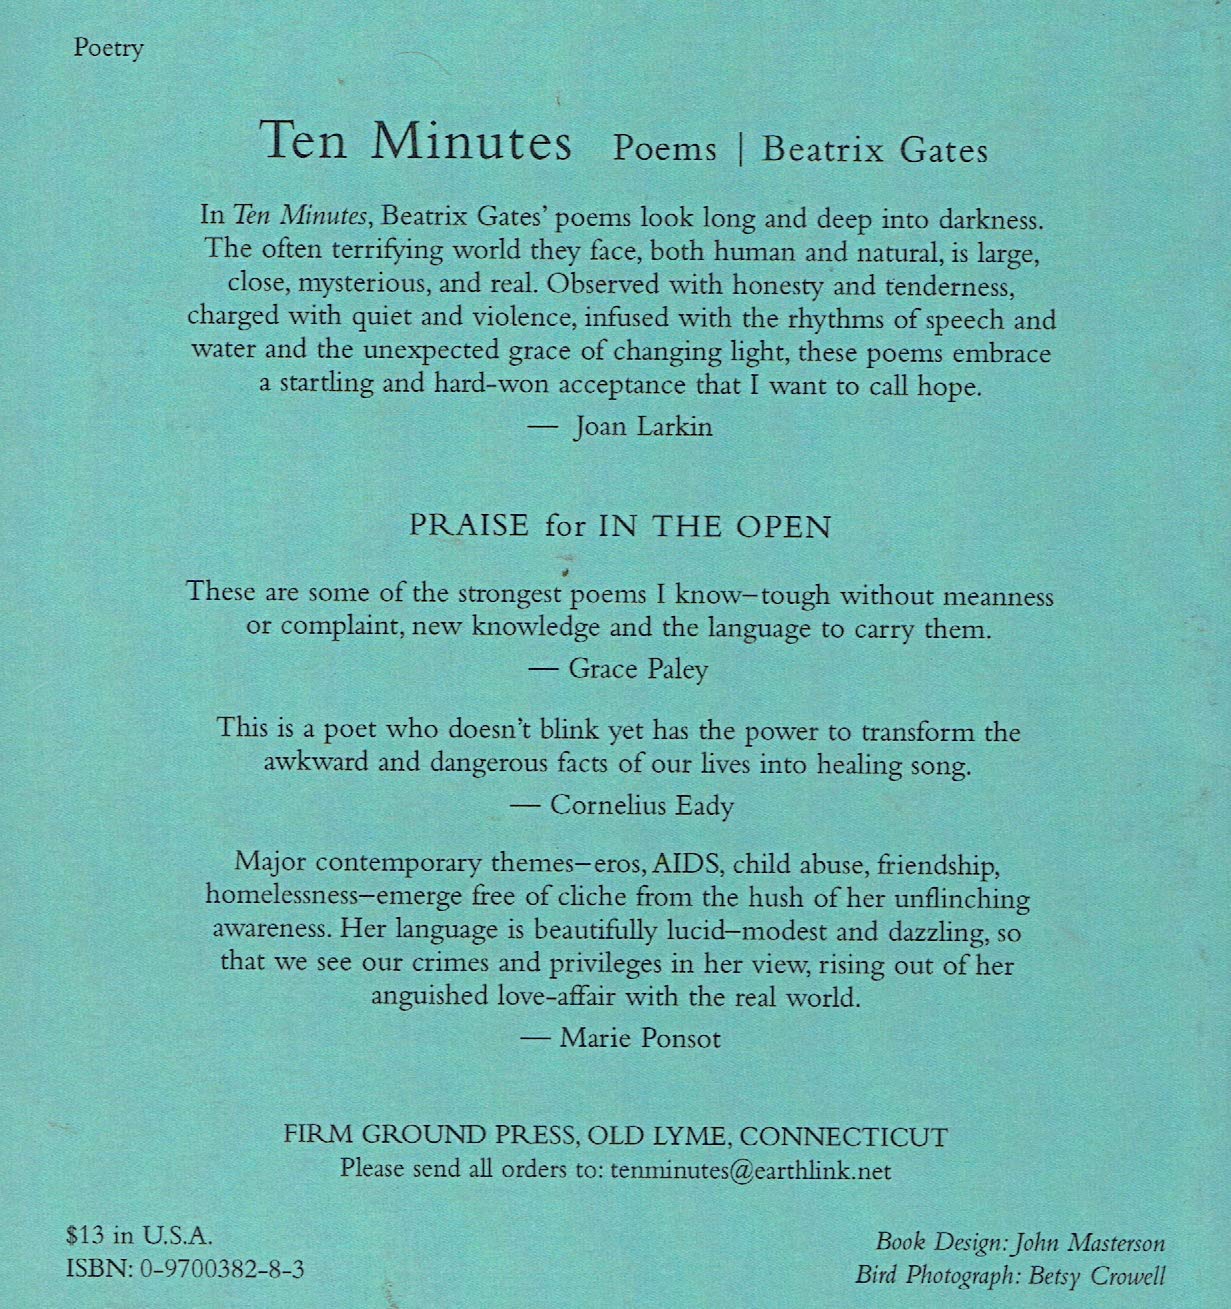 Poetry
Ten Minutes Poems | Beatrix Gates
In Ten Minutes, Beatrix Gates' poems look long and deep into darkness.
The often terrifying world they face, both human and natural, is large,
close, mysterious, and real. Observed with honesty and tenderness,
charged with quiet and violence, infused with the rhythms of speech and
water and the unexpected grace of changing light, these poems embrace
a startling and hard-won acceptance that I want to call hope.
— Joan Larkin
PRAISE for IN THE OPEN
These are some of the strongest poems I know—tough without meanness
or complaint, new knowledge and the language to carry them.
— Grace Paley
This is a poet who doesn't blink yet has the power to transform the
awkward and dangerous facts of our lives into healing song.
— Cornelius Eady
Major contemporary themes—eros, AIDS, child abuse, friendship,
homelessness—emerge free of cliche from the hush of her unflinching
awareness. Her language is beautifully lucid—modest and dazzling, so
that we see our crimes and privileges in her view, rising out of her
anguished love-affair with the real world.
— Marie Ponsot
FIRM GROUND PRESS, OLD LYME, CONNECTICUT
Please send all orders to: tenminutes@earthlink.net
$13 in U.S.A.
ISBN: 0-9700382-8-3
Book Design: John Masterson
Bird Photograph: Betsy Crowell